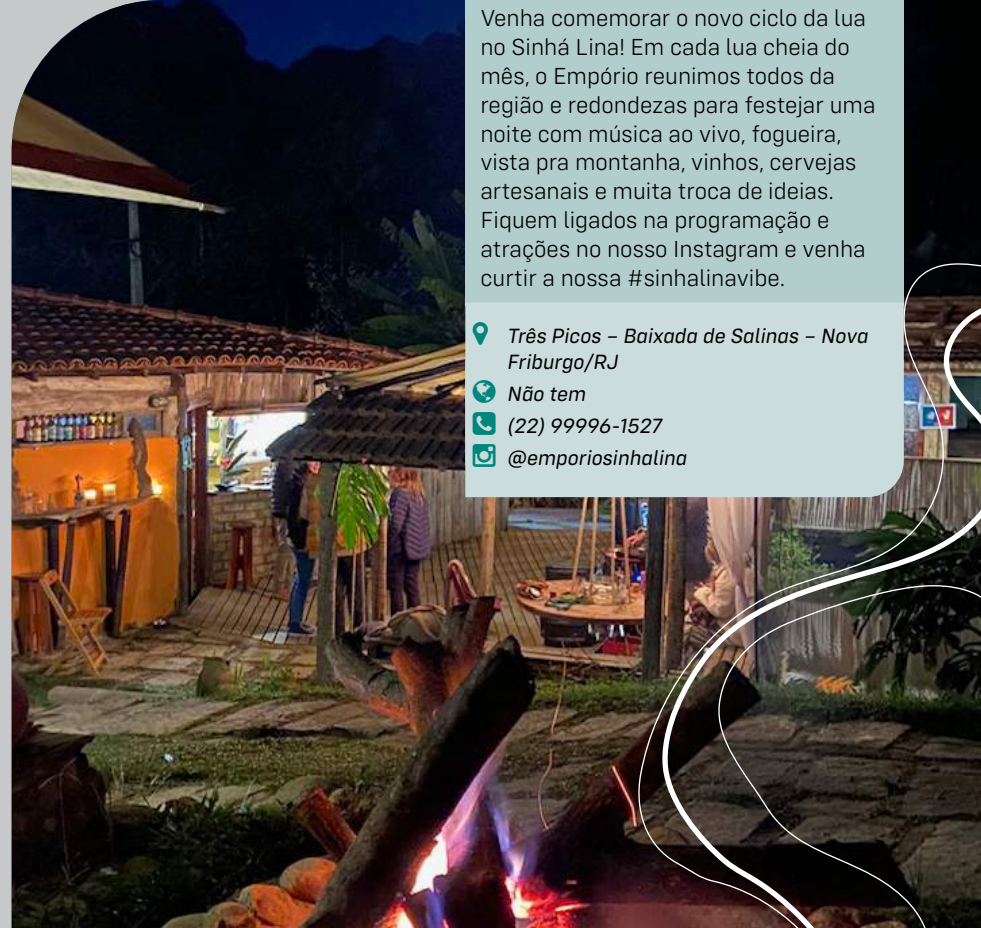 Venha comemorar o novo ciclo da lua
no Sinhá Lina! Em cada lua cheia do
mês, o Empório reunimos todos da
região e redondezas para festejar uma
noite com música ao vivo, fogueira,
vista pra montanha, vinhos, cervejas
artesanais e muita troca de ideias.
Fiquem ligados na programação e
atrações no nosso Instagram e venha
curtir a nossa #sinhalinavibe.
Três Picos – Baixada de Salinas – Nova
Friburgo/RJ
Não tem
(22) 99996-1527
@emporiosinhalina